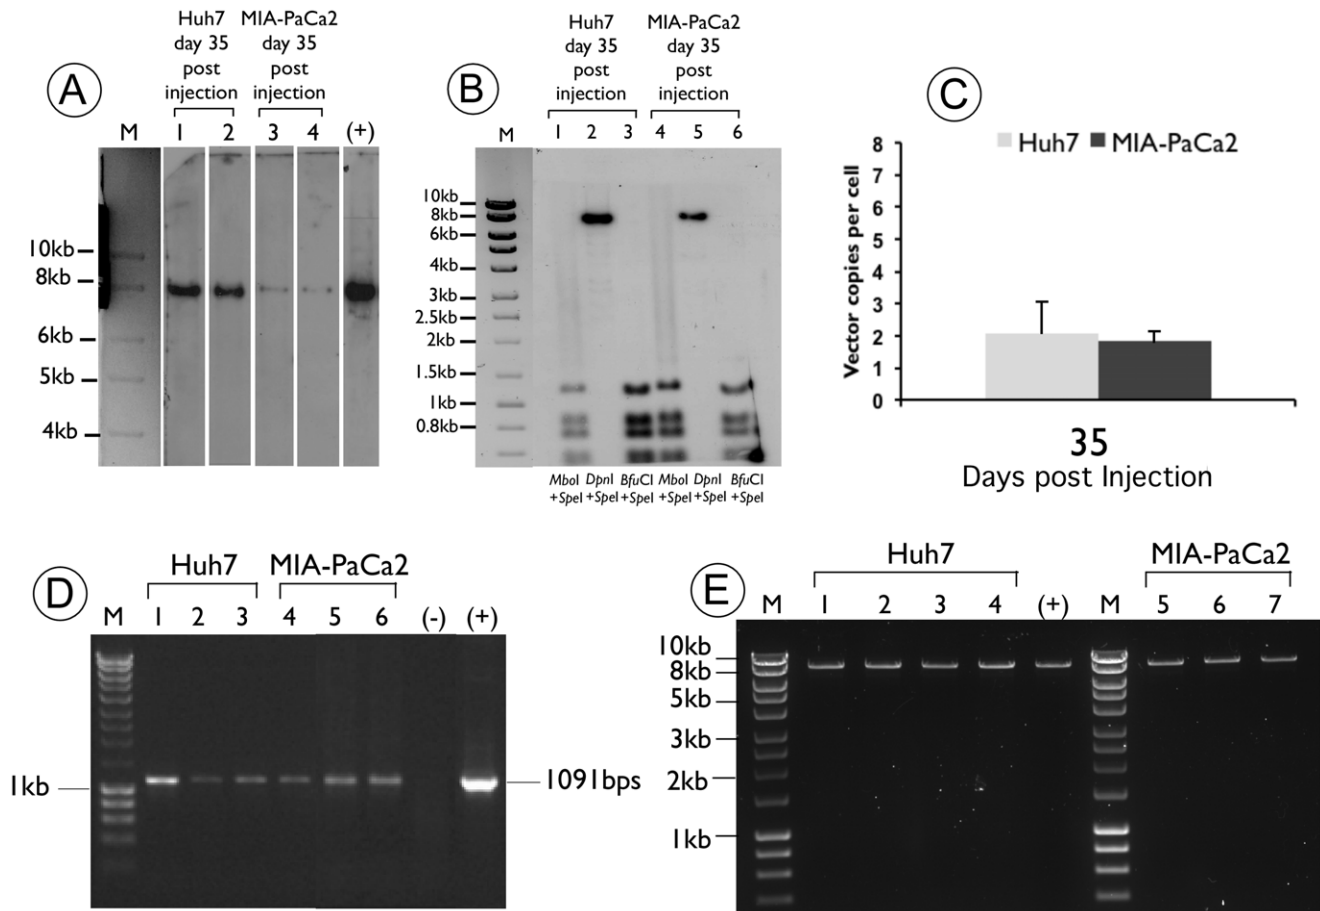 A
Huh7
day 35
post
injection
MIA-PaCa2
day 35
post
injection
M 1 2 3 4 (+)
10kb
8kb
6kb
5kb
4kb
B
Huh7
day 35
post
injection
MIA-PaCa2
day 35
post
injection
M 1 2 3 4 5 6
10kb
8kb
6kb
4kb
3kb
2.5kb
2kb
1.5kb
1kb
0.8kb
MboI DpnI BfuCI MboI DpnI BfuCI
+SpeI +SpeI +SpeI +SpeI +SpeI +SpeI
C
Huh7 MIA-PaCa2
Vector copies per cell
8
7
6
5
4
3
2
1
0
35
Days post Injection
D
Huh7 MIA-PaCa2
M 1 2 3 4 5 6 (-) (+)
1kb
1091bps
E
Huh7 MIA-PaCa2
M 1 2 3 4 (+) M 5 6 7
10kb
8kb
5kb
3kb
2kb
1kb